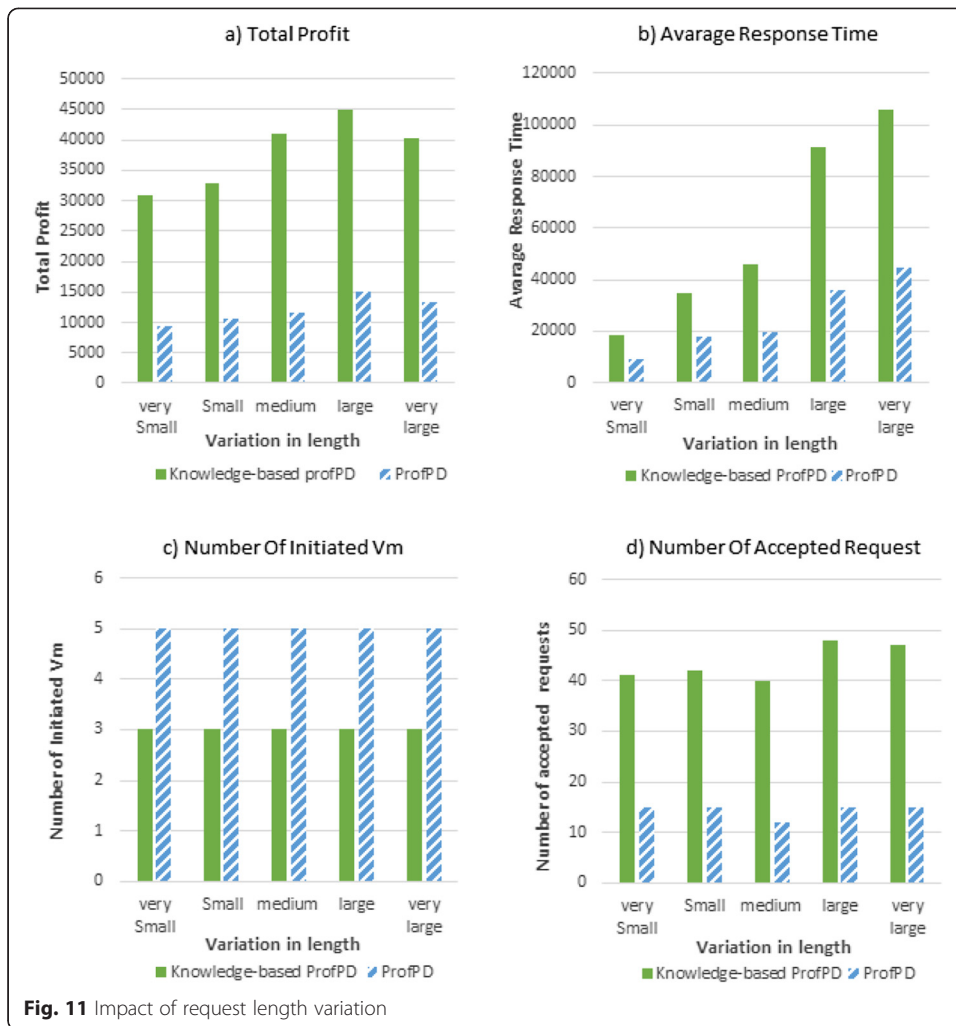 a) Total Profit
Total Profit
50000
45000
40000
35000
30000
25000
20000
15000
10000
5000
0
very Small
Small
medium
large
very large
Variation in length
Knowledge-based profPD
ProfPD
b) Avarage Response Time
Avarage Response Time
120000
100000
80000
60000
40000
20000
0
very Small
Small
medium
large
very large
Variation in length
Knowledge-based ProfPD
ProfPD
c) Number Of Initiated Vm
Number of Initiated Vm
6
5
4
3
2
1
0
very Small
Small
medium
large
very large
Variation in length
Knowledge-based ProfPD
ProfPD
d) Number Of Accepted Request
Number of accepted requests
60
50
40
30
20
10
0
very Small
Small
medium
large
very large
Variation in length
Knowledge-based ProfPD
ProfPD
Fig. 11 Impact of request length variation